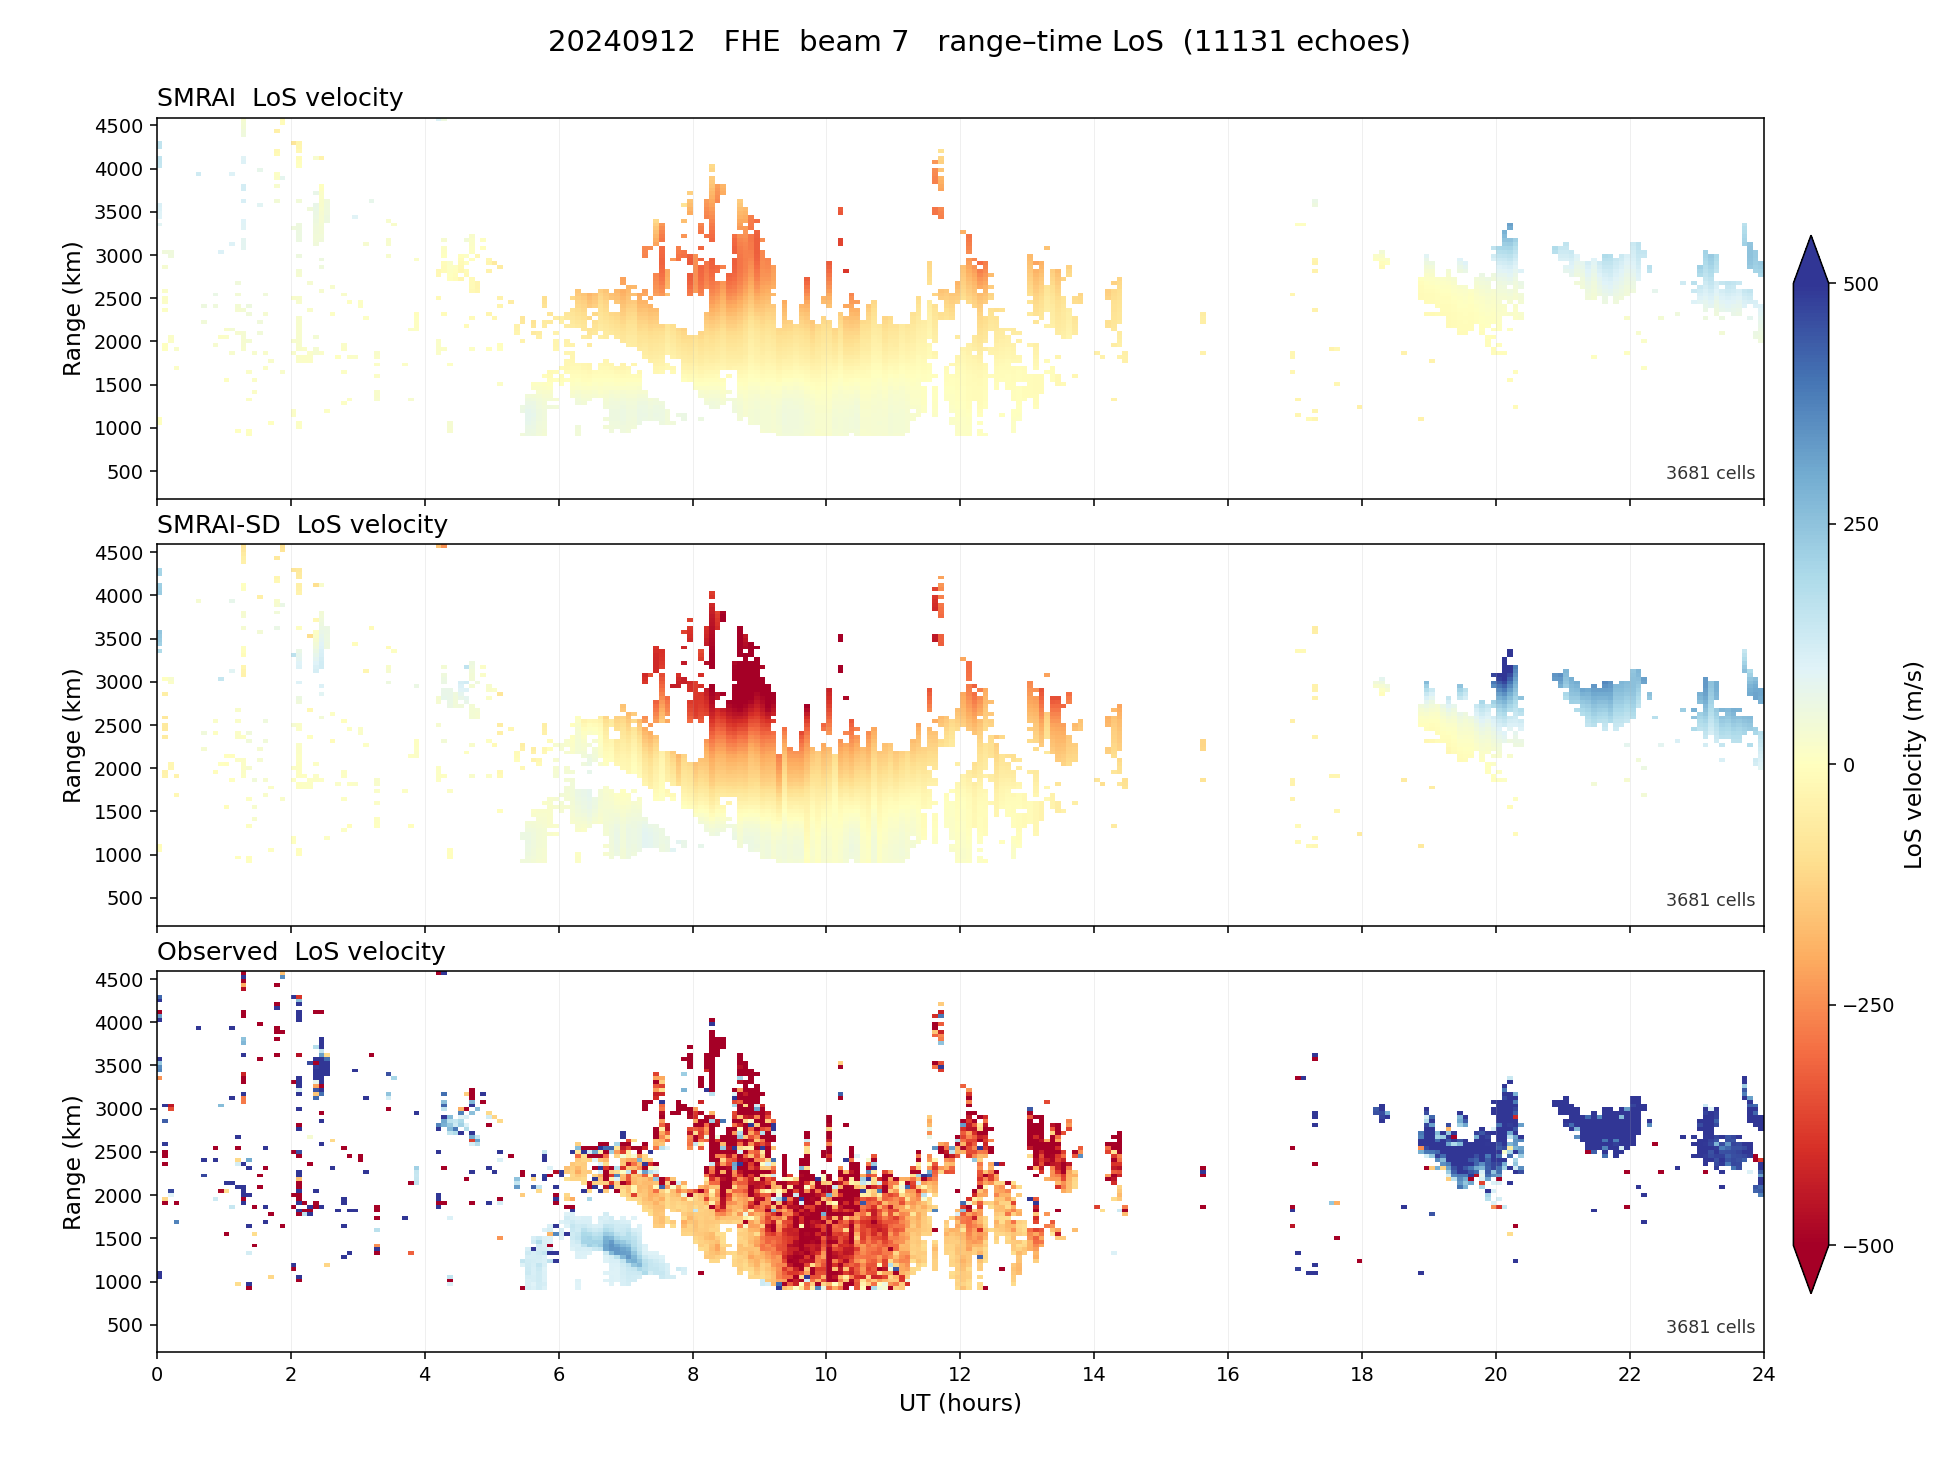 20240912 FHE beam 7 range–time LoS (11131 echoes)
SMRAI LoS velocity
4500
4000
3500
3000
2500
2000
1500
1000
500
Range (km)
3681 cells
SMRAI-SD LoS velocity
4500
4000
3500
3000
2500
2000
1500
1000
500
Range (km)
3681 cells
Observed LoS velocity
4500
4000
3500
3000
2500
2000
1500
1000
500
Range (km)
3681 cells
0 2 4 6 8 10 12 14 16 18 20 22 24
UT (hours)
500
250
0
−250
−500
LoS velocity (m/s)